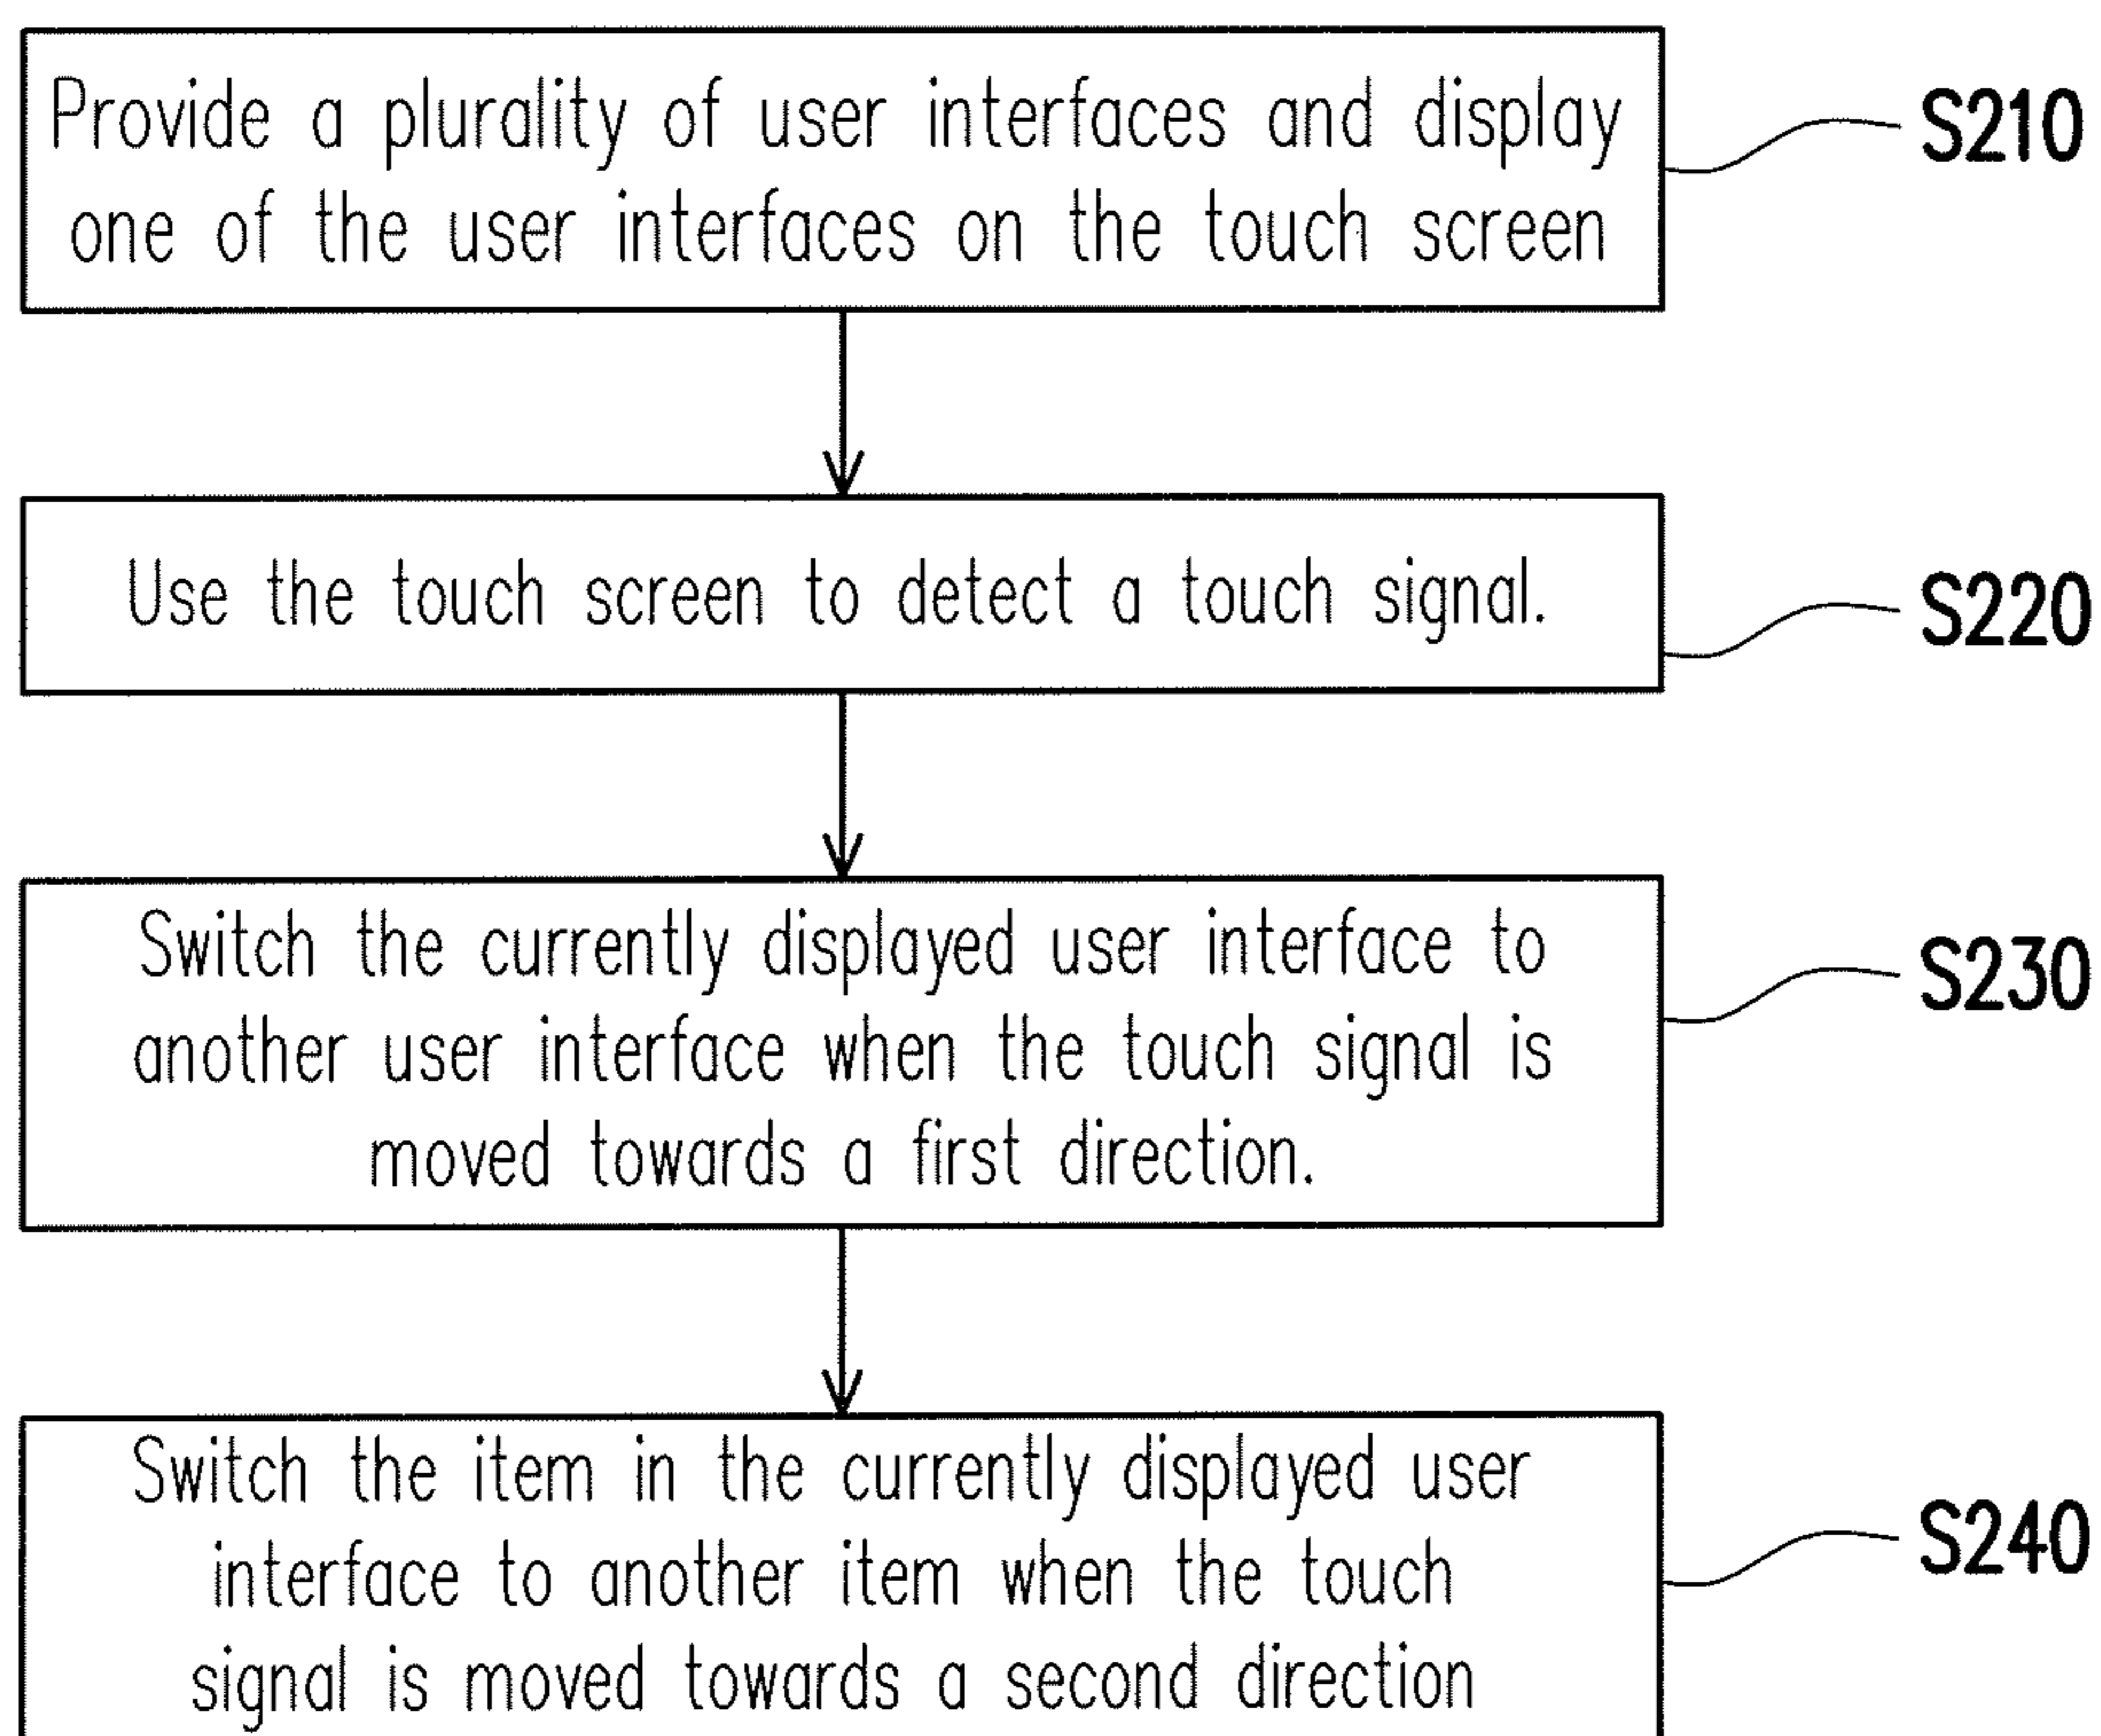 Provide a plurality of user interfaces and display
one of the user interfaces on the touch screen
S210
Use the touch screen to detect a touch signal.
S220
Switch the currently displayed user interface to
another user interface when the touch signal is
moved towards a first direction.
S230
Switch the item in the currently displayed user
interface to another item when the touch
signal is moved towards a second direction
S240